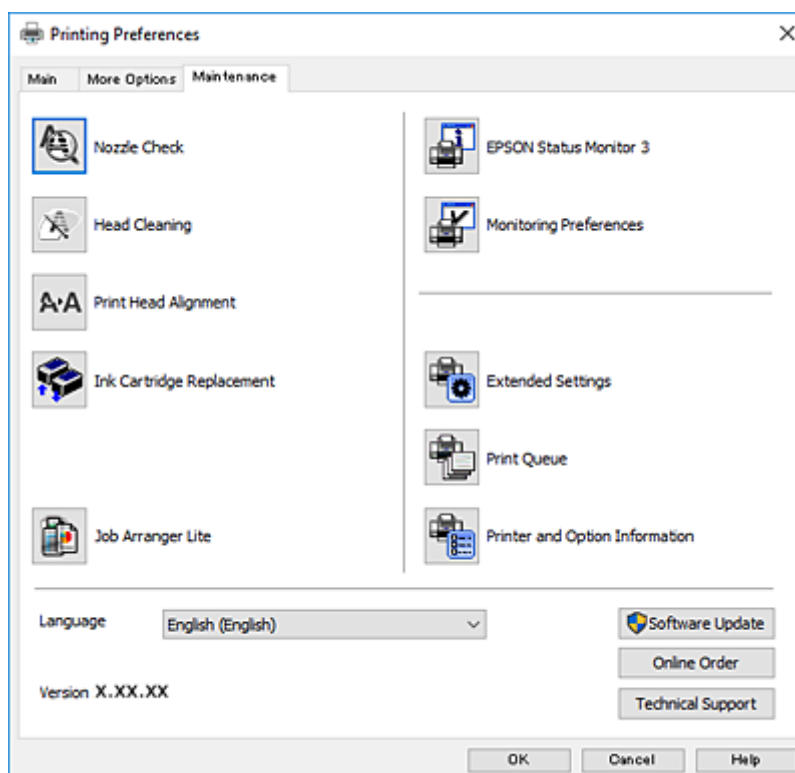 Printing Preferences
Main More Options Maintenance
Nozzle Check
Head Cleaning
A·A Print Head Alignment
Ink Cartridge Replacement
Job Arranger Lite
EPSON Status Monitor 3
Monitoring Preferences
Extended Settings
Print Queue
Printer and Option Information
Language English (English)
Version X.XX.XX
Software Update
Online Order
Technical Support
OK Cancel Help